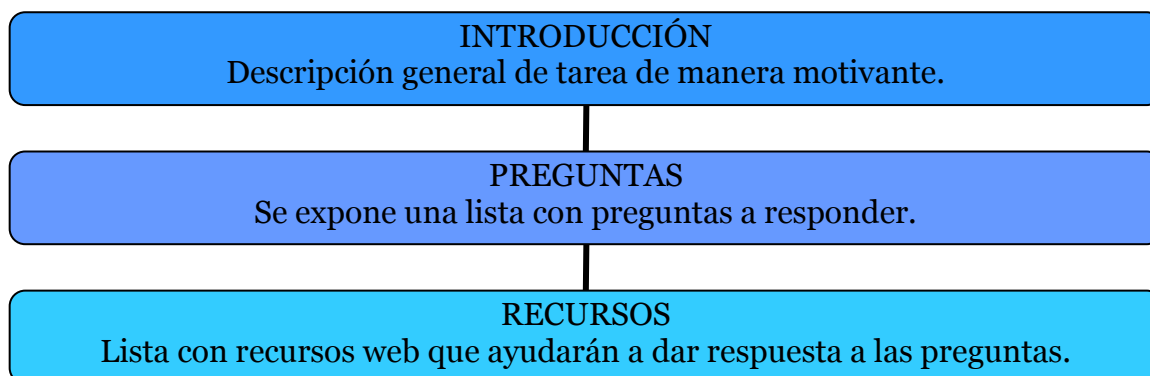 INTRODUCCIÓN
Descripción general de tarea de manera motivante.
PREGUNTAS
Se expone una lista con preguntas a responder.
RECURSOS
Lista con recursos web que ayudarán a dar respuesta a las preguntas.